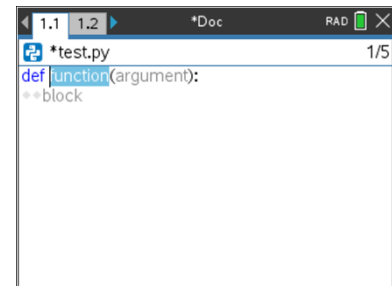 1.1 1.2 *Doc RAD
*test.py 1/5
def function(argument):
block